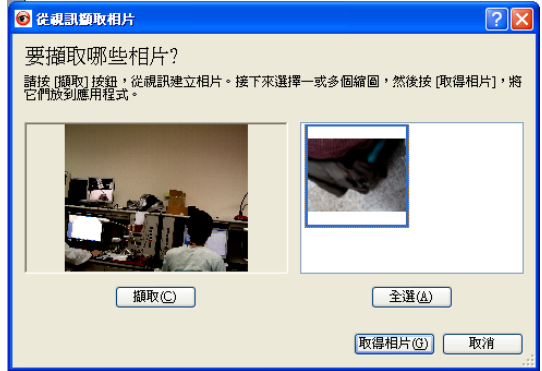 從視訊擷取相片
要擷取哪些相片?
請按 [擷取] 按鈕，從視訊建立相片。接下來選擇一或多個縮圖，然後按 [取得相片]，將
它們放到應用程式。
擷取(C)
全選(A)
取得相片(G)
取消